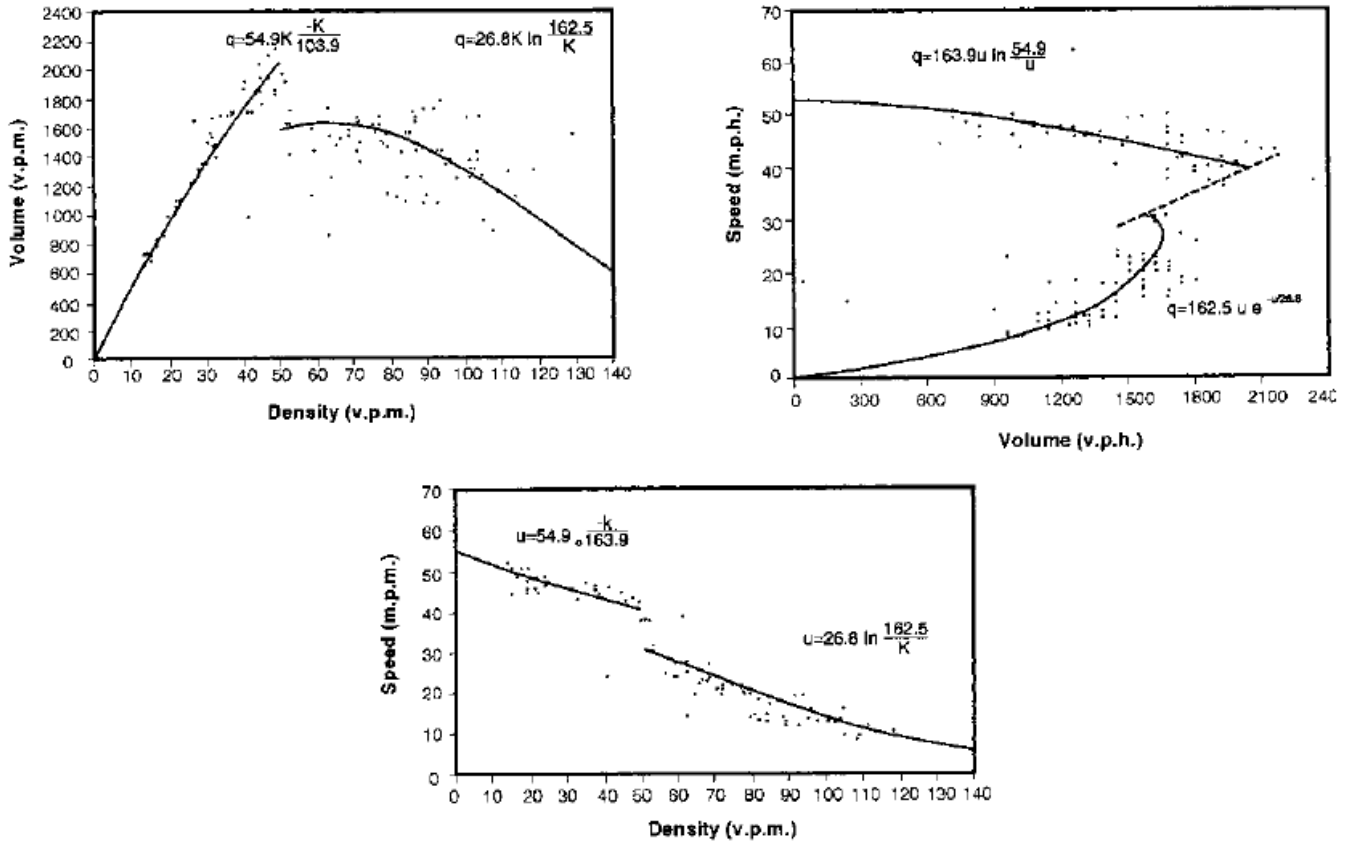 2400
2200
2000
1800
1600
1400
1200
1000
800
600
400
200
0
Volume (v.p.m.)
q=54.9K -K/103.9
q=26.8K ln 162.5/K
0 10 20 30 40 50 60 70 80 90 100 110 120 130 140
Density (v.p.m.)
70
60
50
40
30
20
10
0
Speed (m.p.h.)
q=163.9u ln 54.9/u
q=162.5 u e -u/26.8
0 300 600 900 1200 1500 1800 2100 240
Volume (v.p.h.)
70
60
50
40
30
20
10
0
Speed (m.p.m.)
u=54.9 e -k/163.9
u=26.8 ln 162.5/K
0 10 20 30 40 50 60 70 80 90 100 110 120 130 140
Density (v.p.m.)